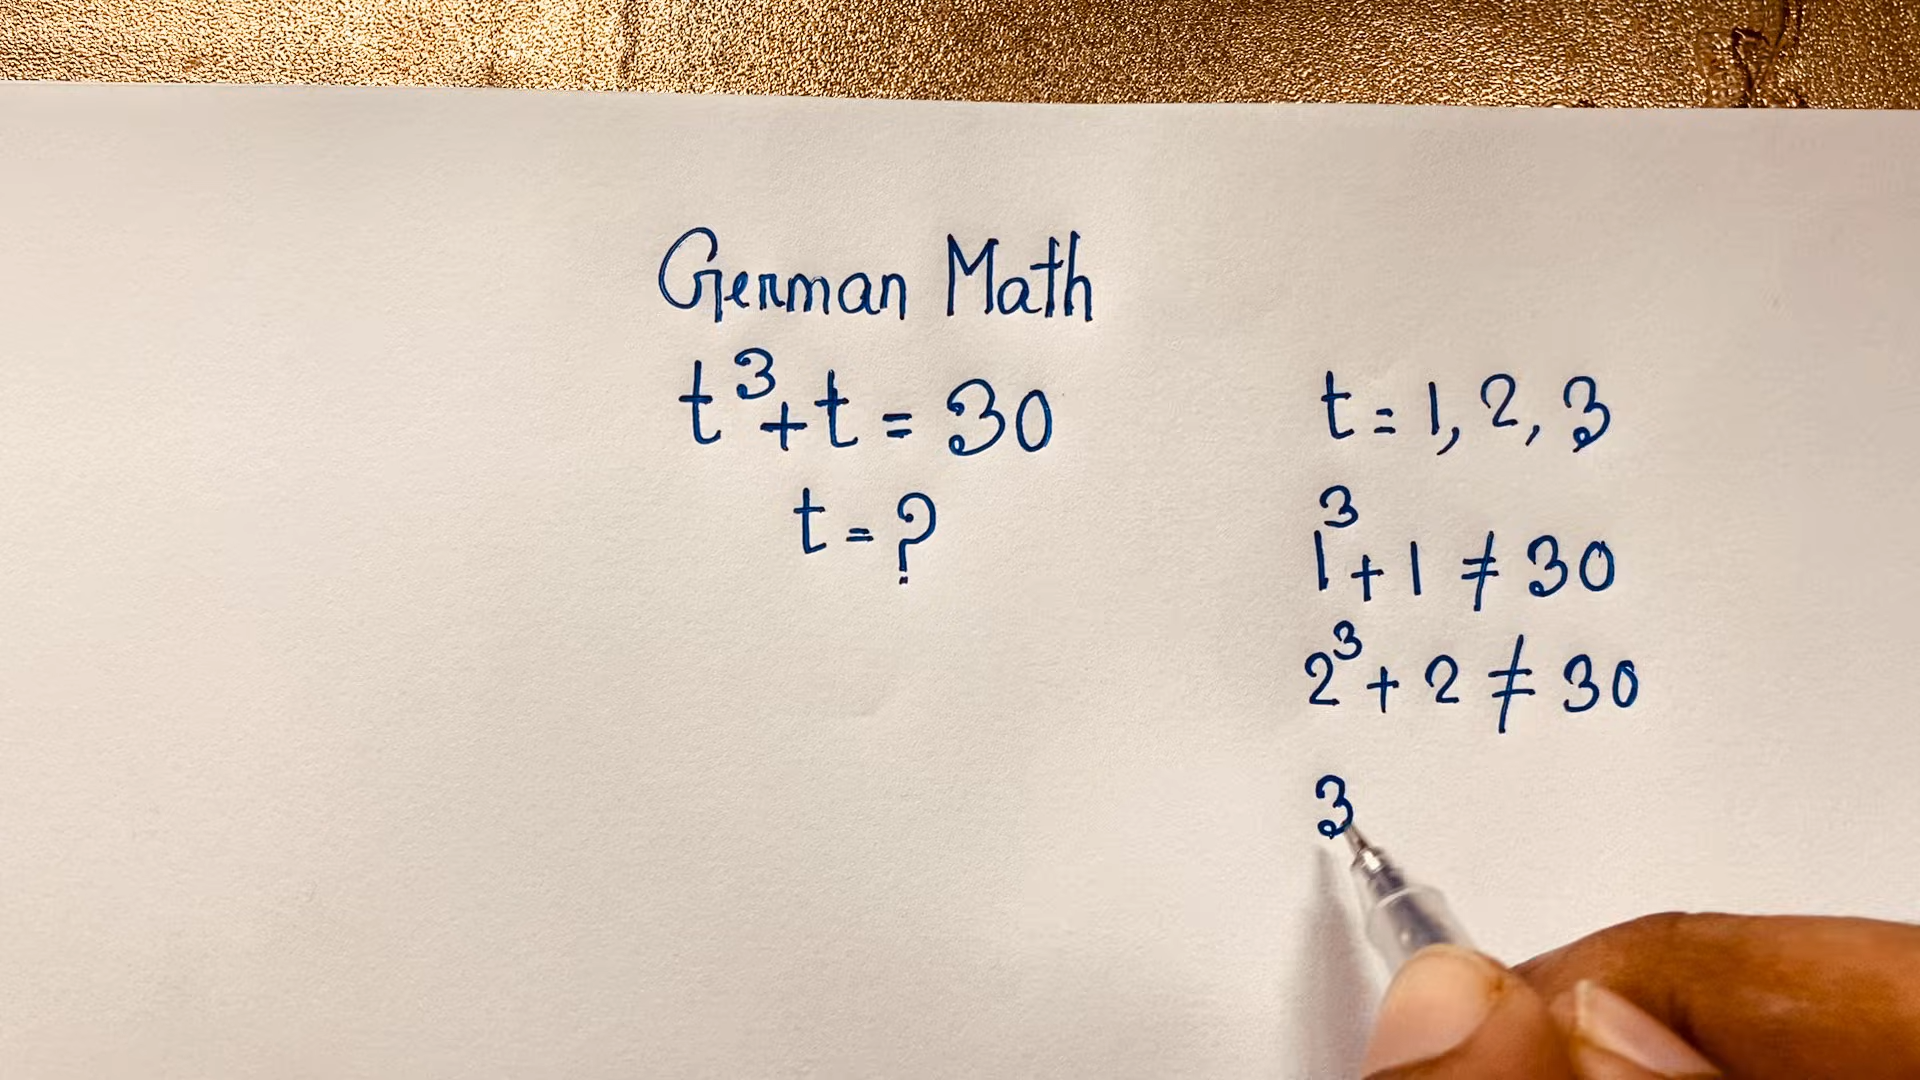 German Math
t³+t = 30
t = ?
t = 1, 2, 3
1³+1 ≠ 30
2³+2 ≠ 30
3